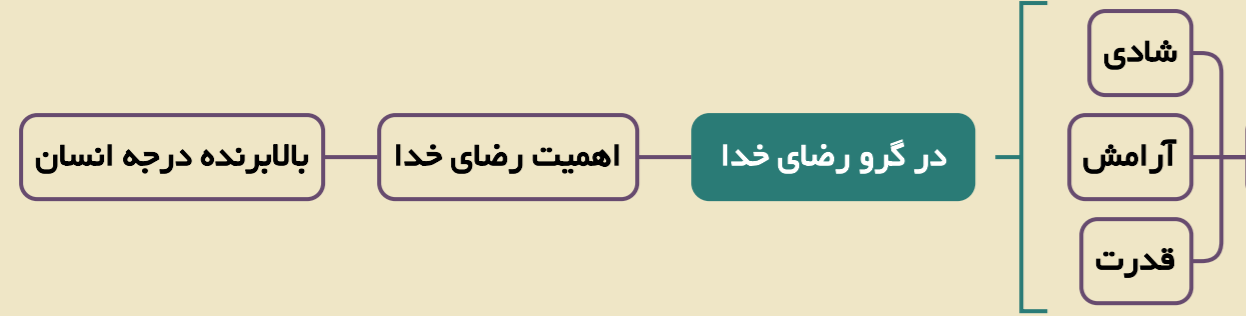 شادی
آرامش
قدرت
در گرو رضای خدا
اهمیت رضای خدا
بالابرنده درجه انسان